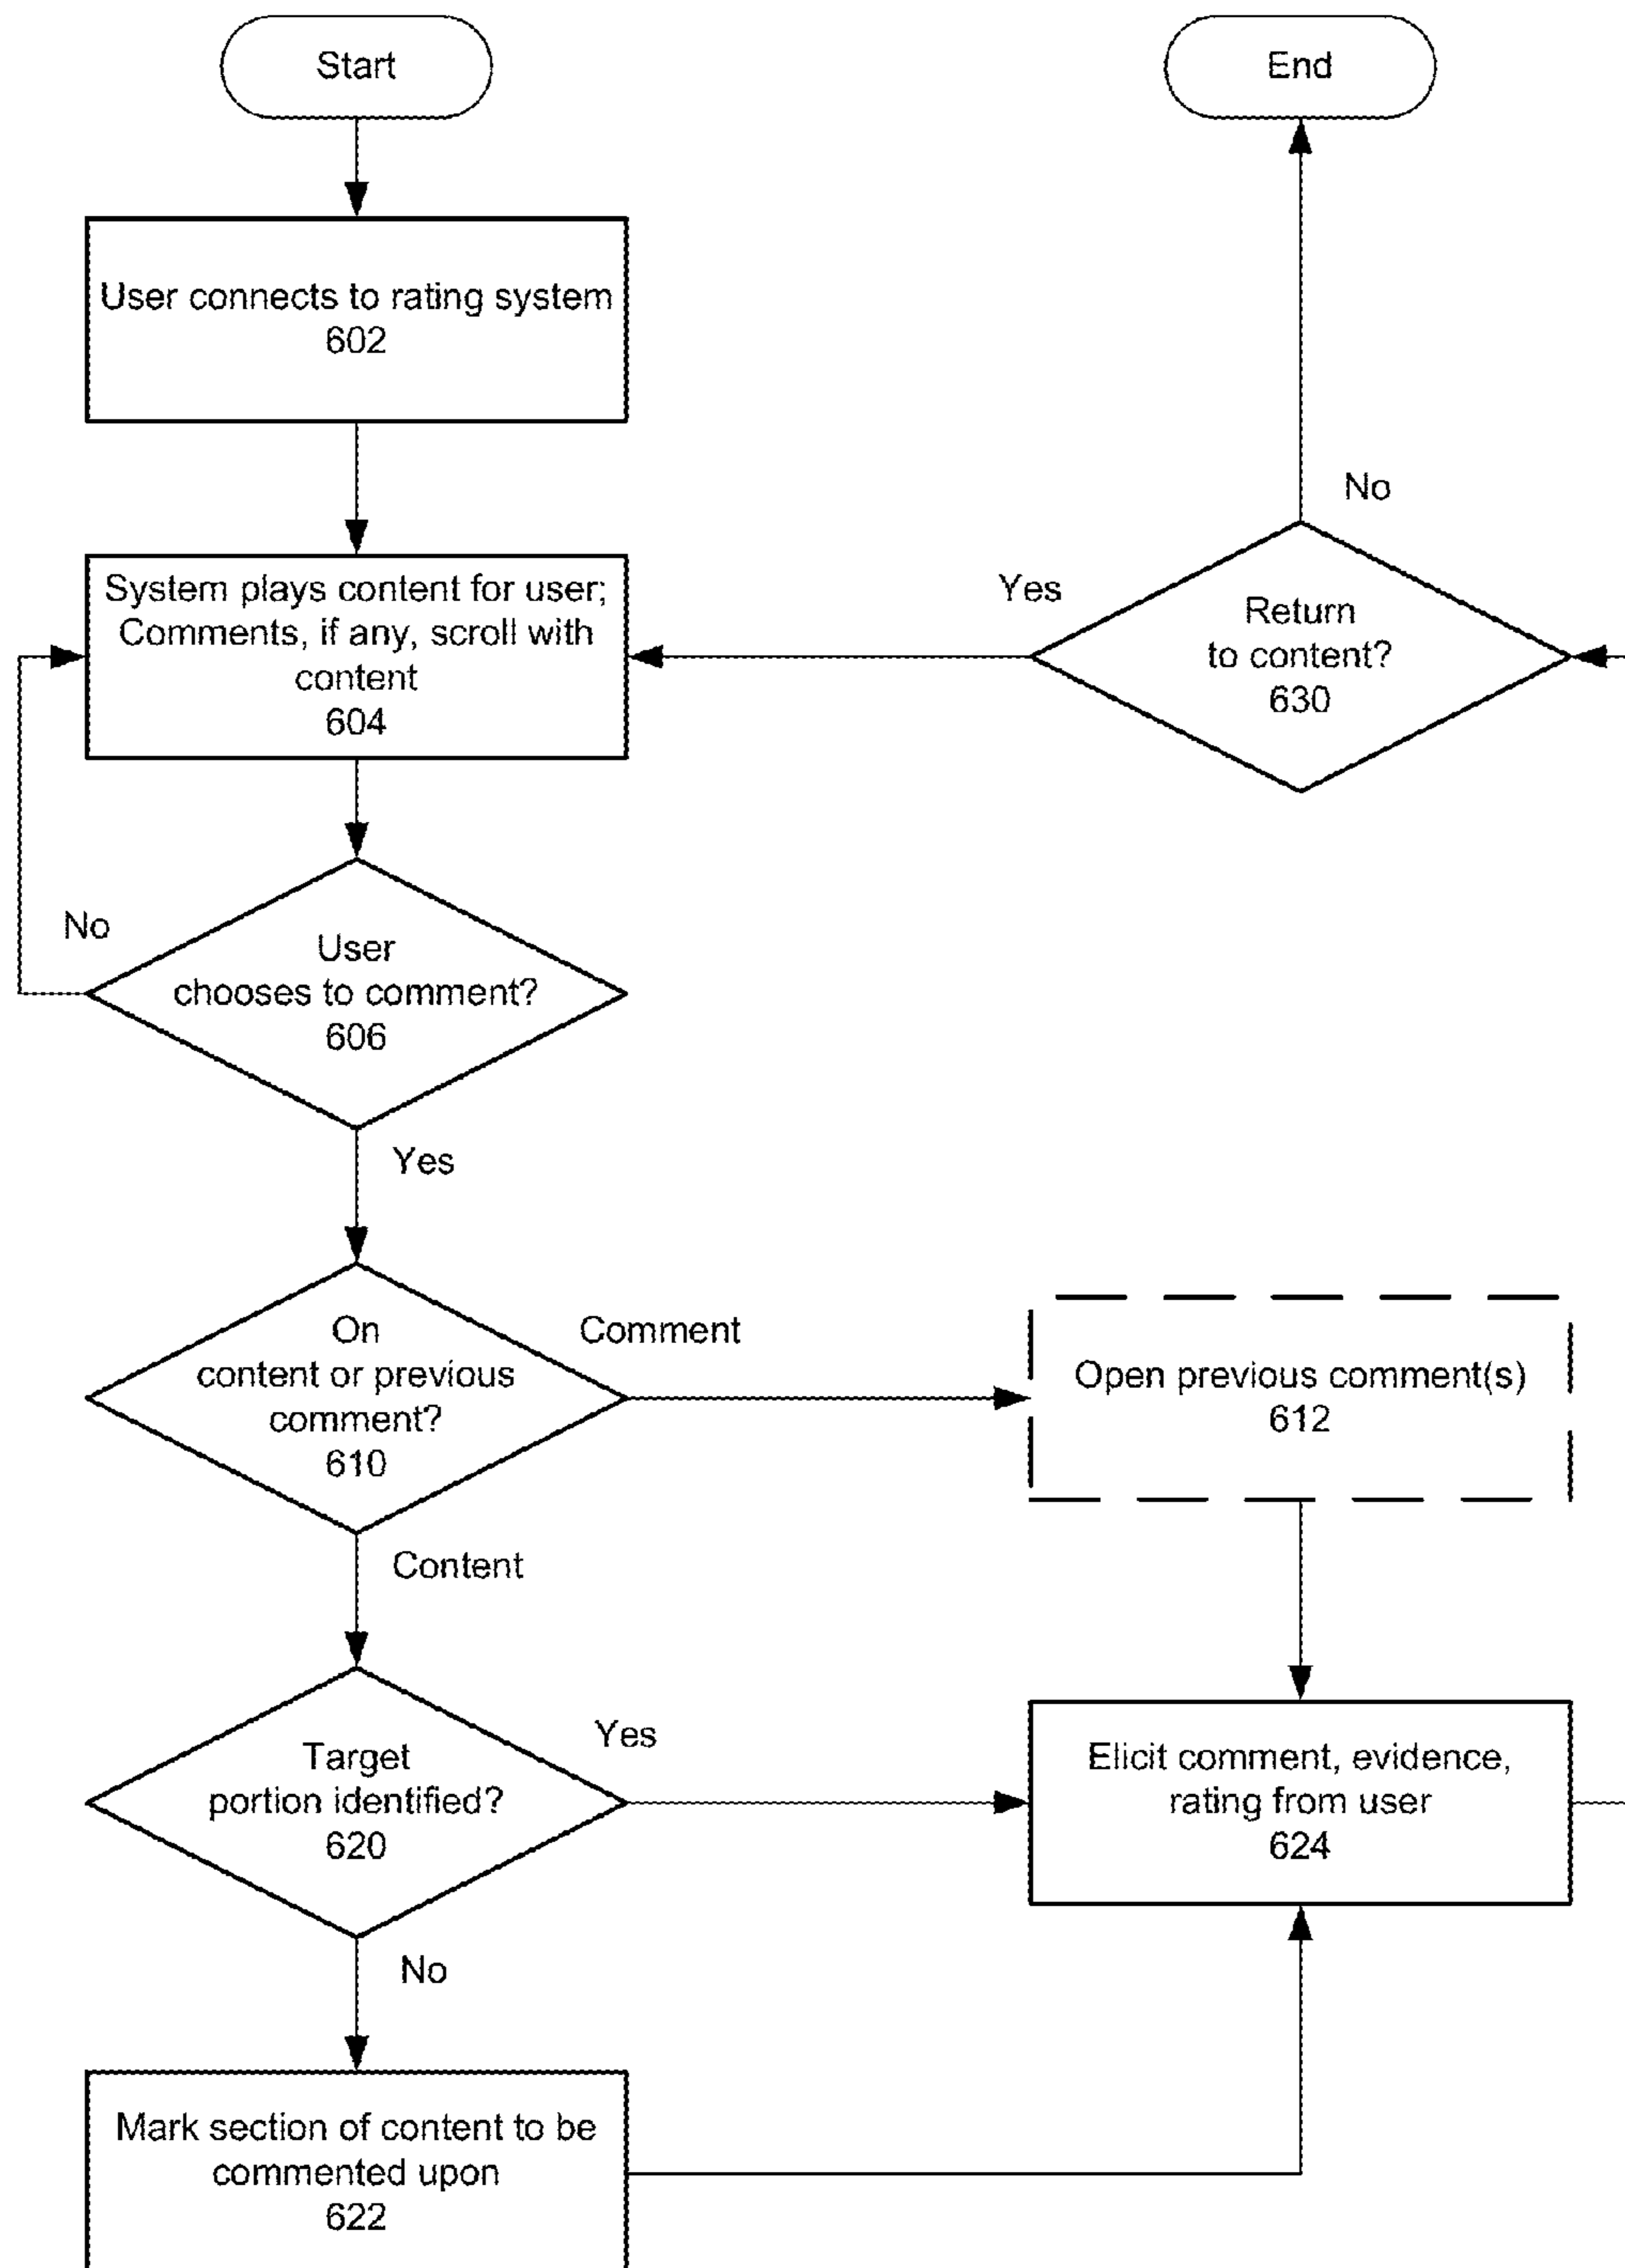 Start
End
User connects to rating system
602
No
System plays content for user;
Comments, if any, scroll with
content
604
Yes
Return
to content?
630
No
User
chooses to comment?
606
Yes
On
content or previous
comment?
610
Comment
Open previous comment(s)
612
Content
Target
portion identified?
620
Yes
Elicit comment, evidence,
rating from user
624
No
Mark section of content to be
commented upon
622